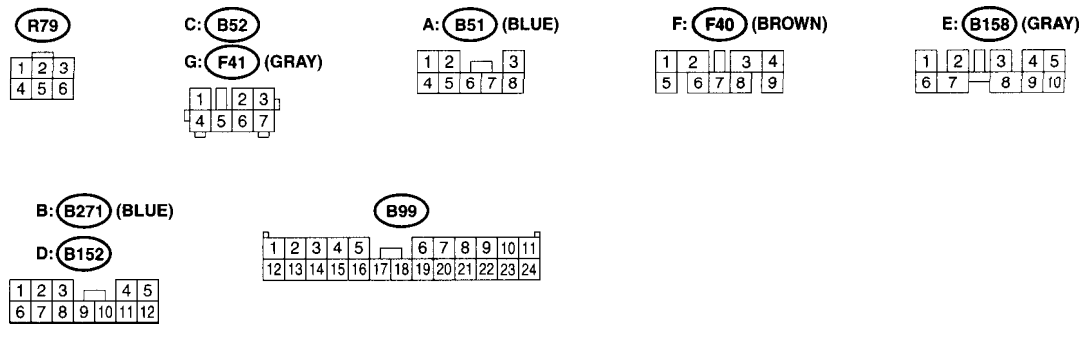 R79
1 2 3
4 5 6
C: B52
G: F41 (GRAY)
1 2 3
4 5 6 7
A: B51 (BLUE)
1 2 3
4 5 6 7 8
F: F40 (BROWN)
1 2 3 4
5 6 7 8 9
E: B158 (GRAY)
1 2 3 4 5
6 7 8 9 10
B: B271 (BLUE)
D: B152
1 2 3 4 5
6 7 8 9 10 11 12
B99
1 2 3 4 5 6 7 8 9 10 11
12 13 14 15 16 17 18 19 20 21 22 23 24